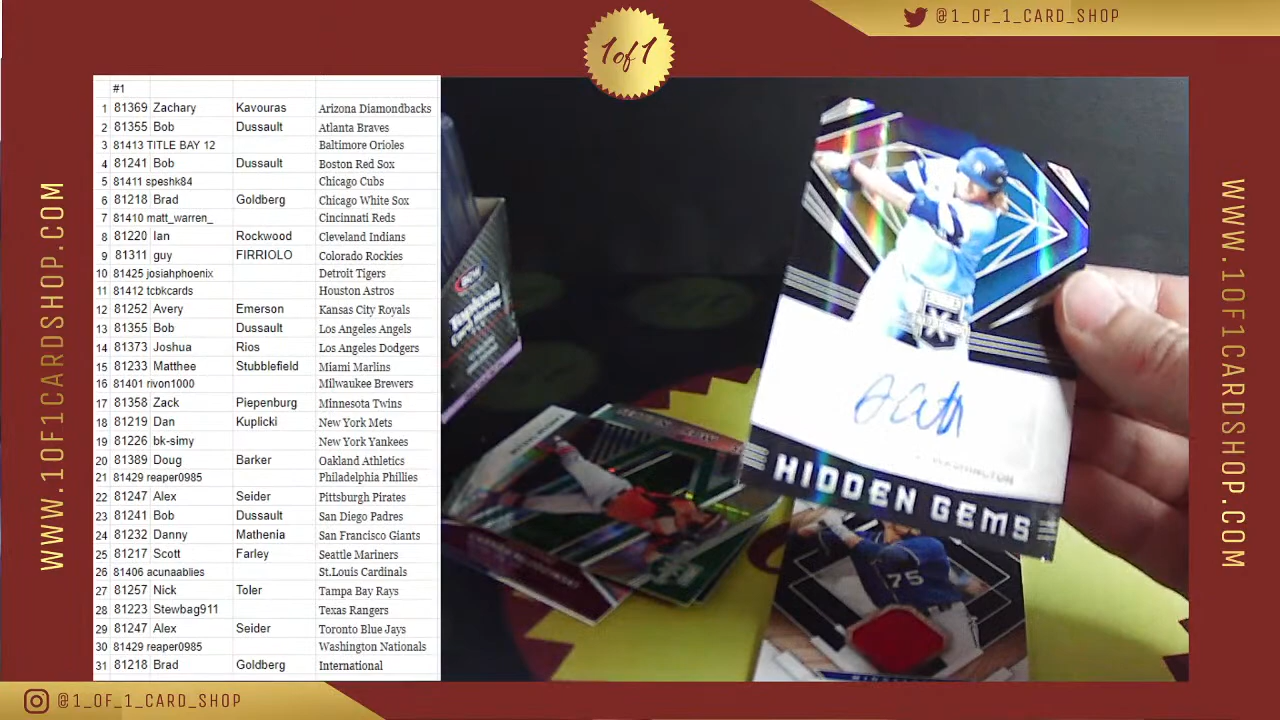 @1_OF_1_CARD_SHOP
1 of 1
#1
1 81369 Zachary Kavouras Arizona Diamondbacks
2 81355 Bob Dussault Atlanta Braves
3 81413 TITLE BAY 12 Baltimore Orioles
4 81241 Bob Dussault Boston Red Sox
5 81411 speshk84 Chicago Cubs
6 81218 Brad Goldberg Chicago White Sox
7 81410 matt_warren_ Cincinnati Reds
8 81220 Ian Rockwood Cleveland Indians
9 81311 guy FIRRIOLO Colorado Rockies
10 81425 josiahphoenix Detroit Tigers
11 81412 tcbkcards Houston Astros
12 81252 Avery Emerson Kansas City Royals
13 81355 Bob Dussault Los Angeles Angels
14 81373 Joshua Rios Los Angeles Dodgers
15 81233 Matthee Stubblefield Miami Marlins
16 81401 rivon1000 Milwaukee Brewers
17 81358 Zack Piepenburg Minnesota Twins
18 81219 Dan Kuplicki New York Mets
19 81226 bk-simy New York Yankees
20 81389 Doug Barker Oakland Athletics
21 81429 reaper0985 Philadelphia Phillies
22 81247 Alex Seider Pittsburgh Pirates
23 81241 Bob Dussault San Diego Padres
24 81232 Danny Mathenia San Francisco Giants
25 81217 Scott Farley Seattle Mariners
26 81406 acunaablies St.Louis Cardinals
27 81257 Nick Toler Tampa Bay Rays
28 81223 Stewbag911 Texas Rangers
29 81247 Alex Seider Toronto Blue Jays
30 81429 reaper0985 Washington Nationals
31 81218 Brad Goldberg International
WWW.1OF1CARDSHOP.COM
WASHINGTON
HIDDEN GEMS
75
WWW.1OF1CARDSHOP.COM
@1_OF_1_CARD_SHOP